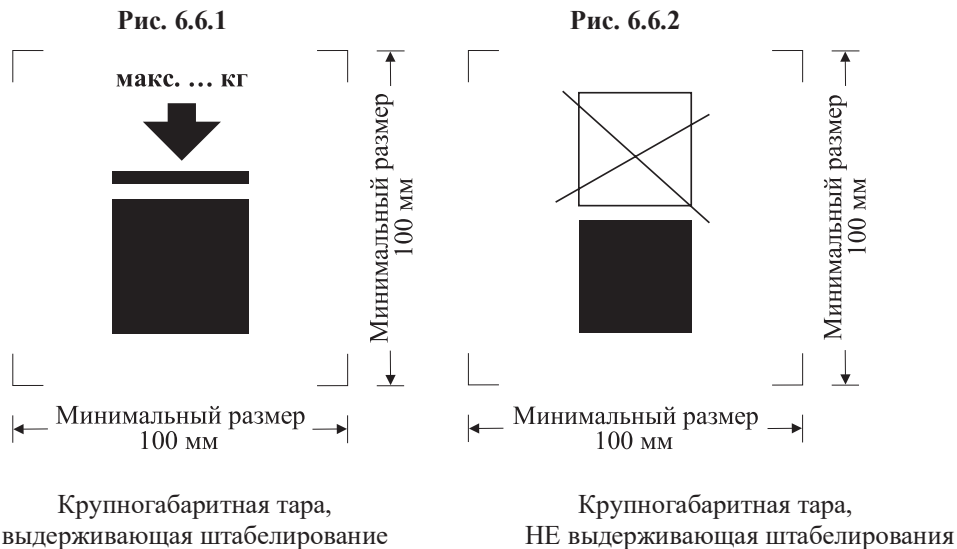 Рис. 6.6.1
макс. … кг
Минимальный размер
100 мм
Минимальный размер
100 мм
Крупногабаритная тара,
выдерживающая штабелирование
Рис. 6.6.2
Минимальный размер
100 мм
Минимальный размер
100 мм
Крупногабаритная тара,
НЕ выдерживающая штабелирования